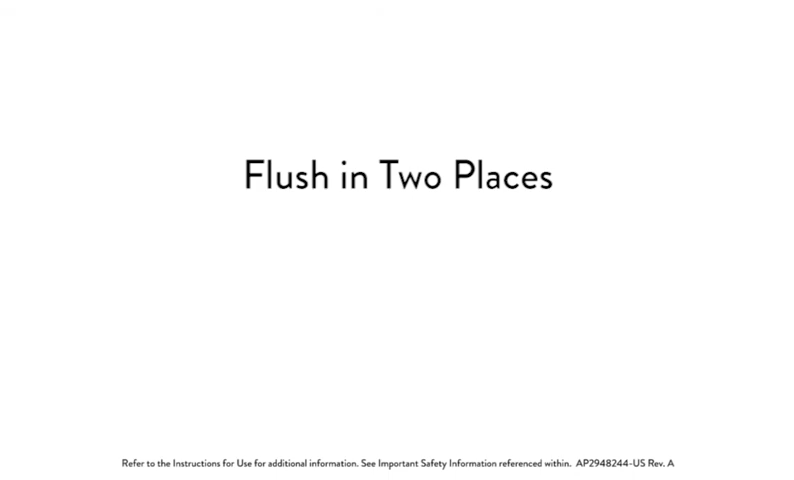 Flush in Two Places
Refer to the Instructions for Use for additional information. See Important Safety Information referenced within. AP2948244-US Rev. A